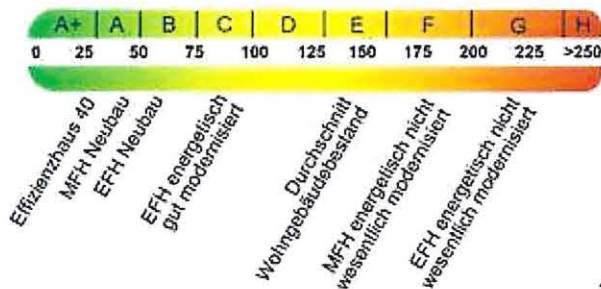 A+ A B C D E F G H
0 25 50 75 100 125 150 175 200 225 >250
Effizienzhaus 40
MFH Neubau
EFH Neubau
EFH energetisch
gut modernisiert
Durchschnitt
Wohngebäudebestand
MFH energetisch nicht
wesentlich modernisiert
EFH energetisch nicht
wesentlich modernisiert